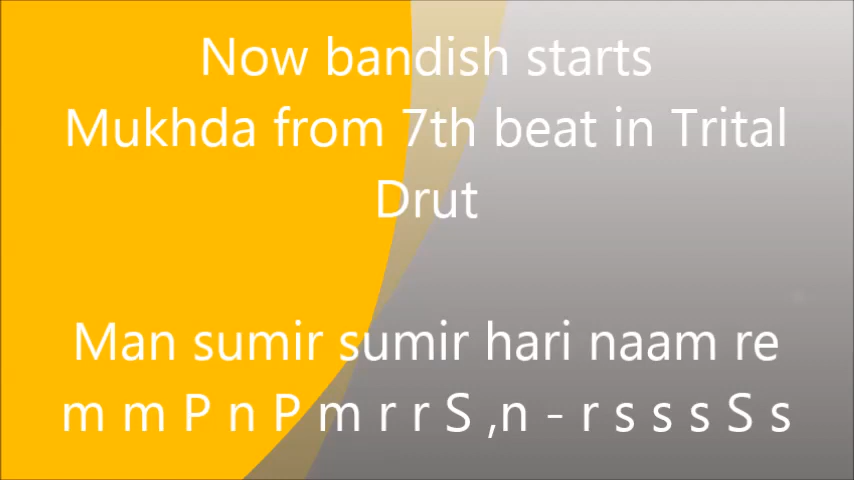 Now bandish starts
Mukhda from 7th beat in Trital
Drut
Man sumir sumir hari naam re
m m P n P m r r S ,n - r s s s S s